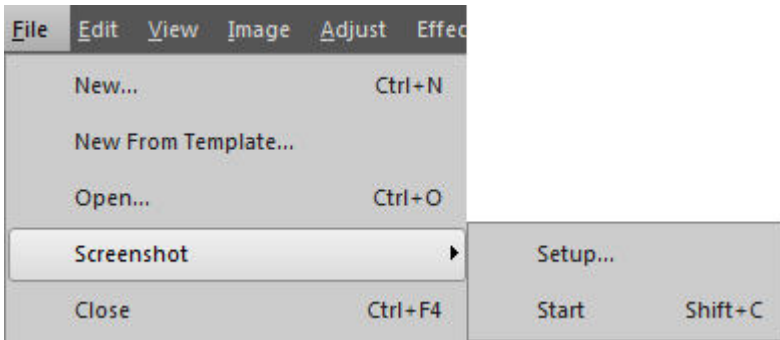 File Edit View Image Adjust Effec
New... Ctrl+N
New From Template...
Open... Ctrl+O
Screenshot Setup...
Close Ctrl+F4 Start Shift+C